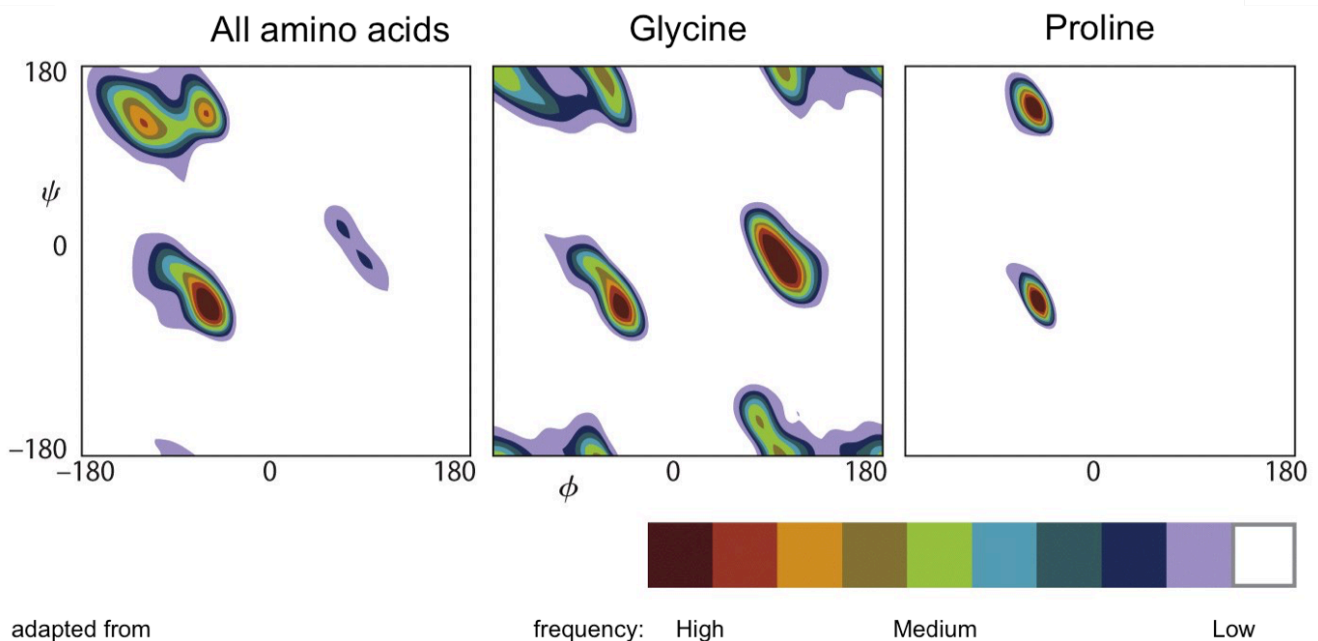 All amino acids Glycine Proline
180
ψ
0
−180
−180 0 180 0 180 0 180
ϕ
adapted from frequency: High Medium Low